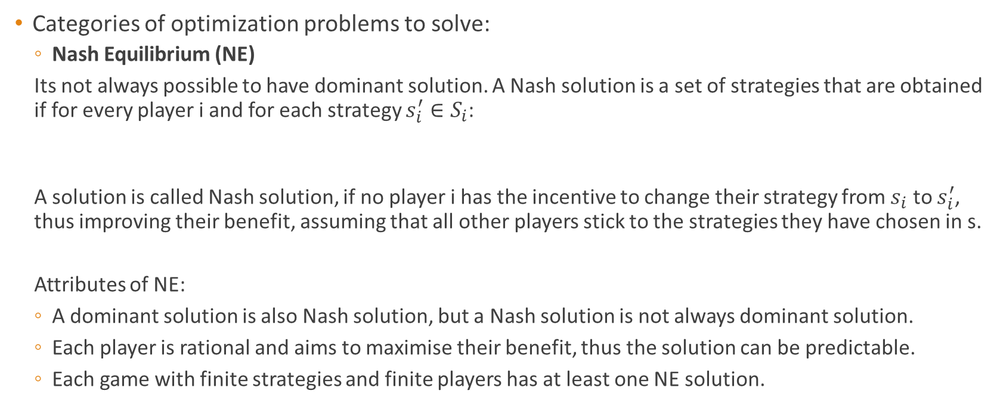 • Categories of optimization problems to solve:
◦ Nash Equilibrium (NE)
Its not always possible to have dominant solution. A Nash solution is a set of strategies that are obtained
if for every player i and for each strategy s′ᵢ ∈ Sᵢ:
A solution is called Nash solution, if no player i has the incentive to change their strategy from sᵢ to s′ᵢ,
thus improving their benefit, assuming that all other players stick to the strategies they have chosen in s.
Attributes of NE:
◦ A dominant solution is also Nash solution, but a Nash solution is not always dominant solution.
◦ Each player is rational and aims to maximise their benefit, thus the solution can be predictable.
◦ Each game with finite strategies and finite players has at least one NE solution.